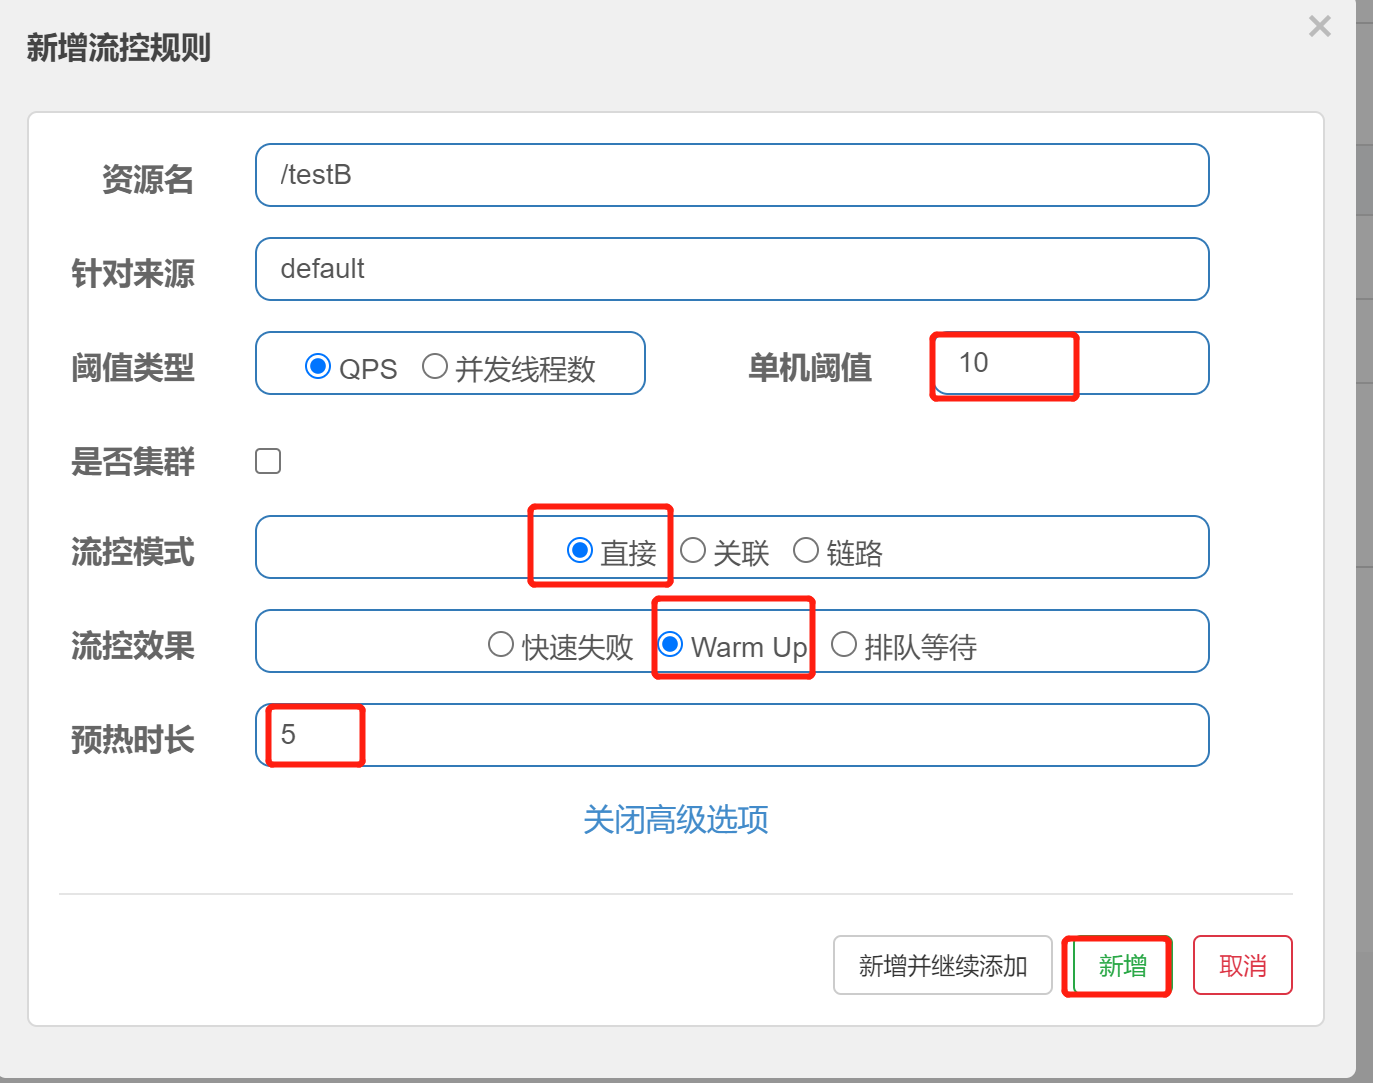 新增流控规则
×
资源名 /testB
针对来源 default
阈值类型 QPS 并发线程数 单机阈值 10
是否集群
流控模式 直接 关联 链路
流控效果 快速失败 Warm Up 排队等待
预热时长 5
关闭高级选项
新增并继续添加 新增 取消